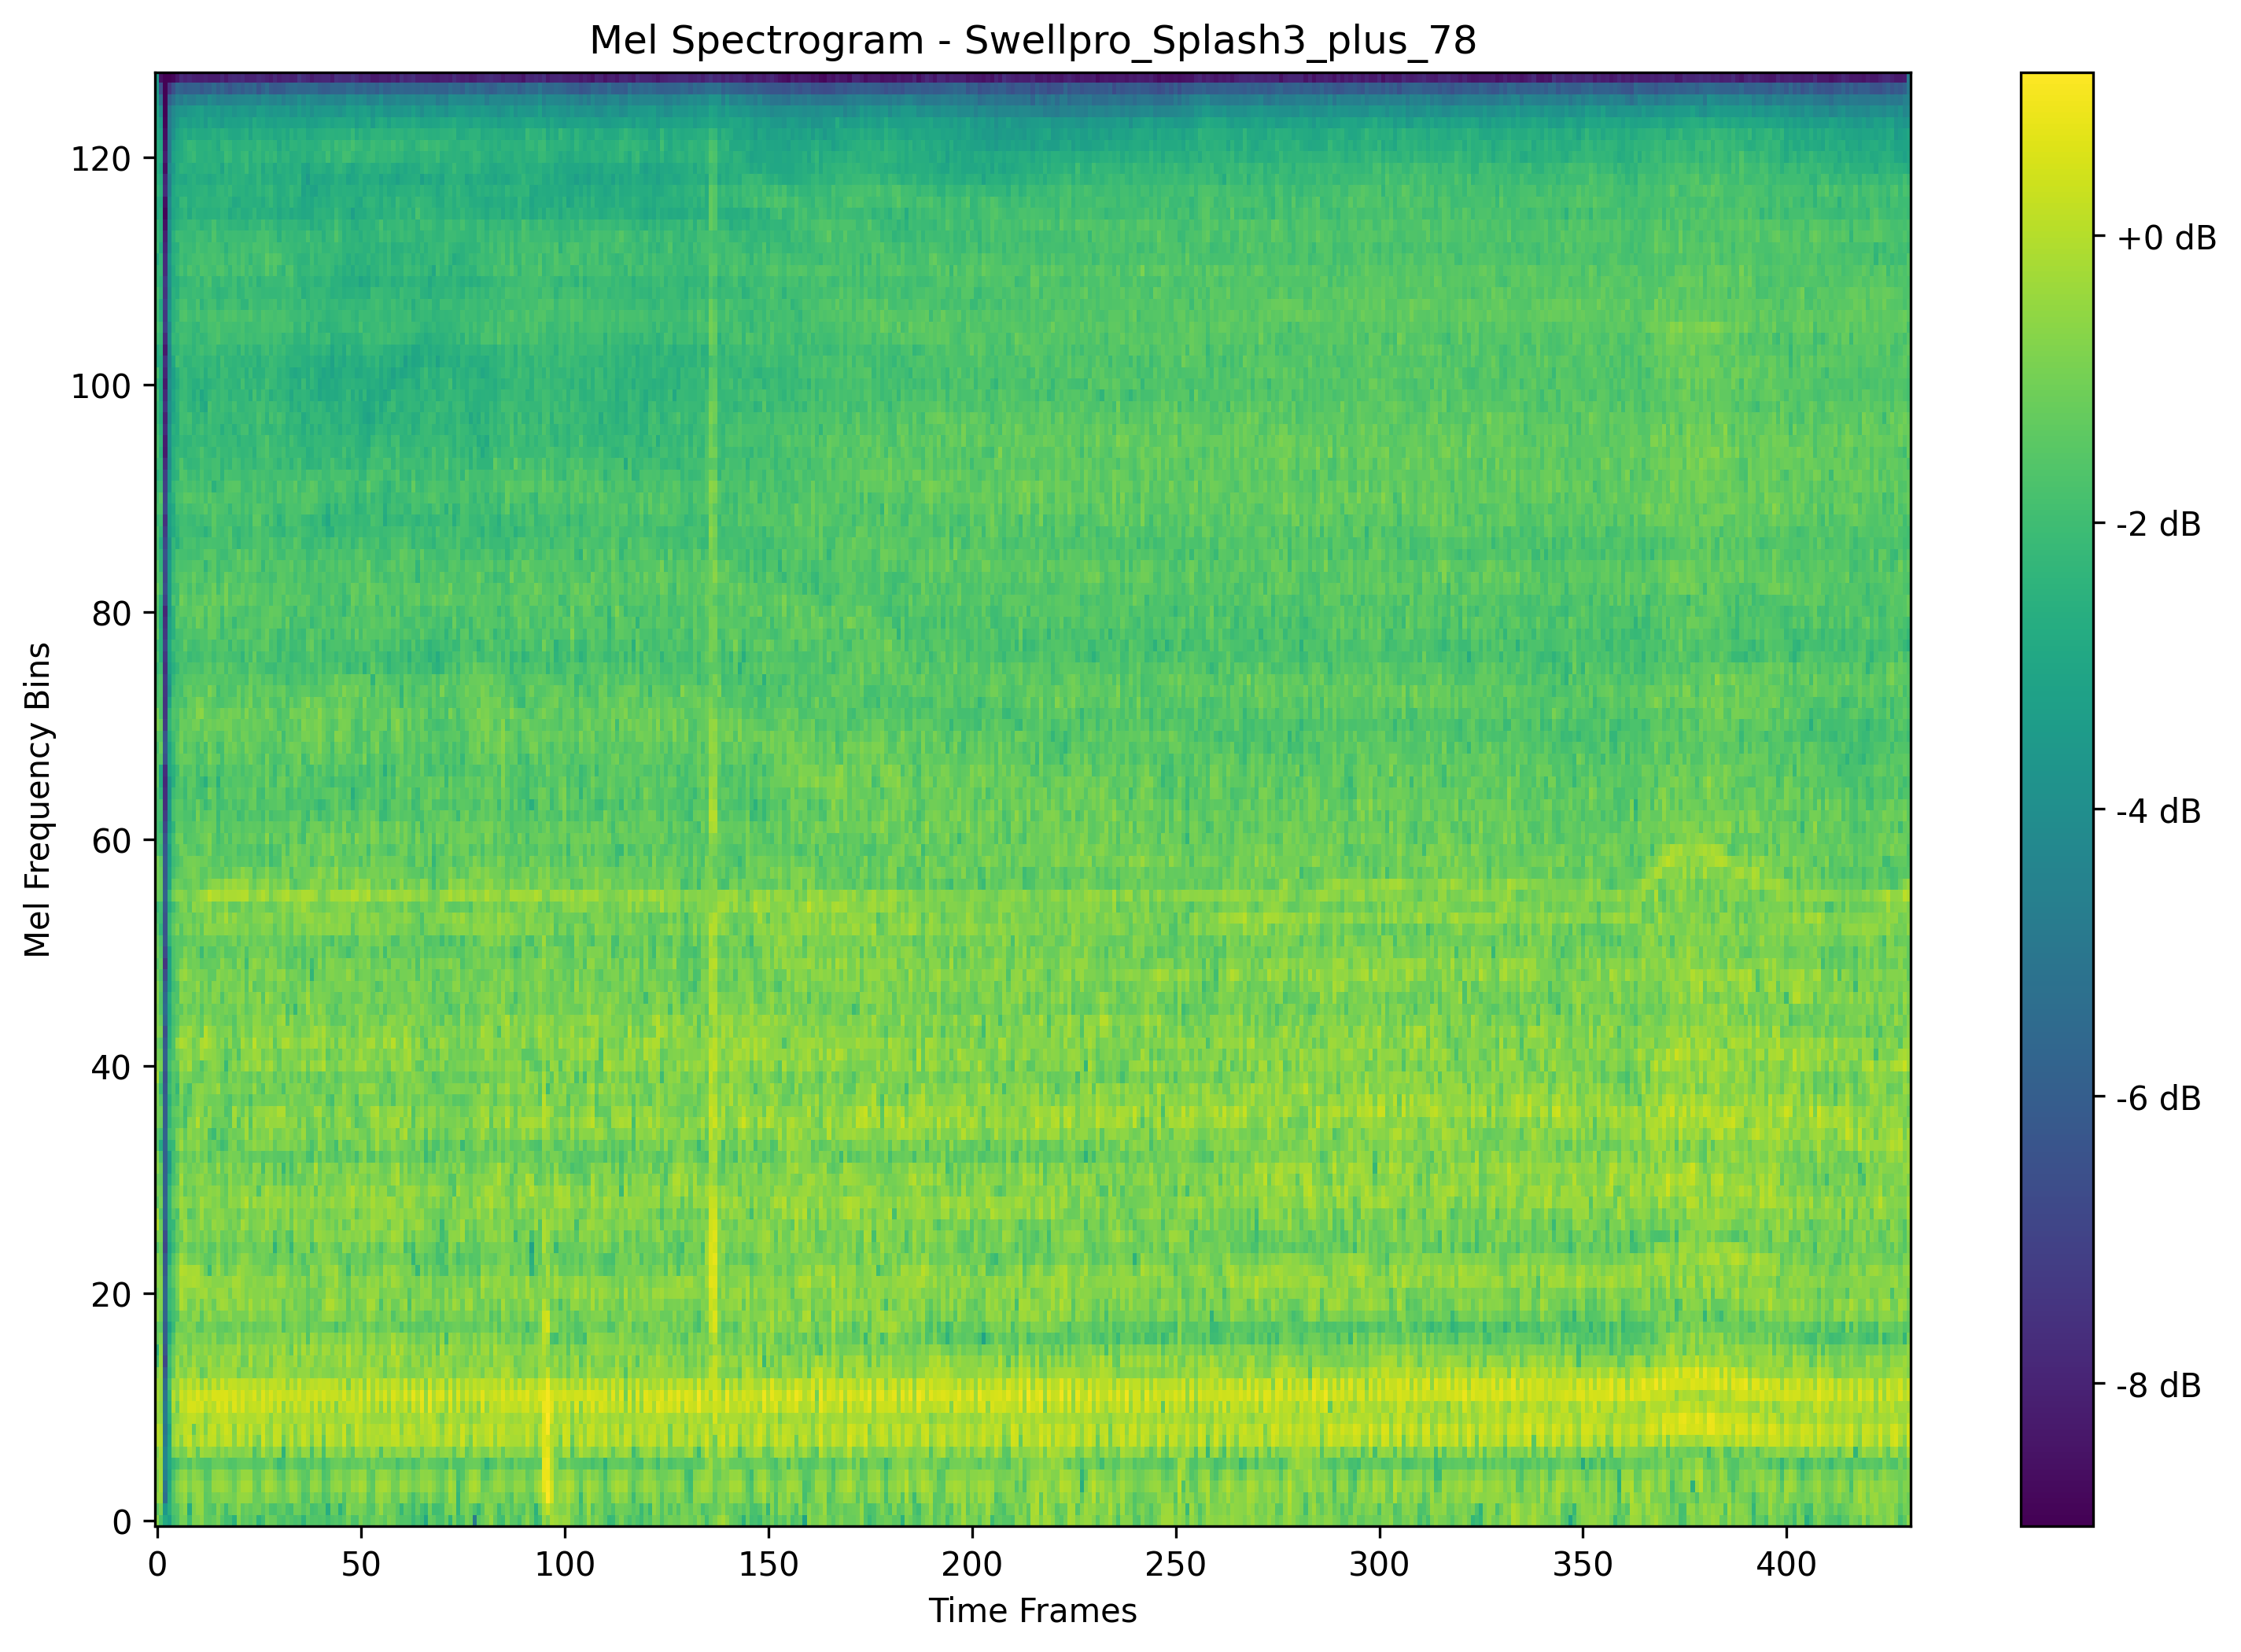 Mel Spectrogram - Swellpro_Splash3_plus_78
Mel Frequency Bins
120
100
80
60
40
20
0
0 50 100 150 200 250 300 350 400
Time Frames
+0 dB
-2 dB
-4 dB
-6 dB
-8 dB